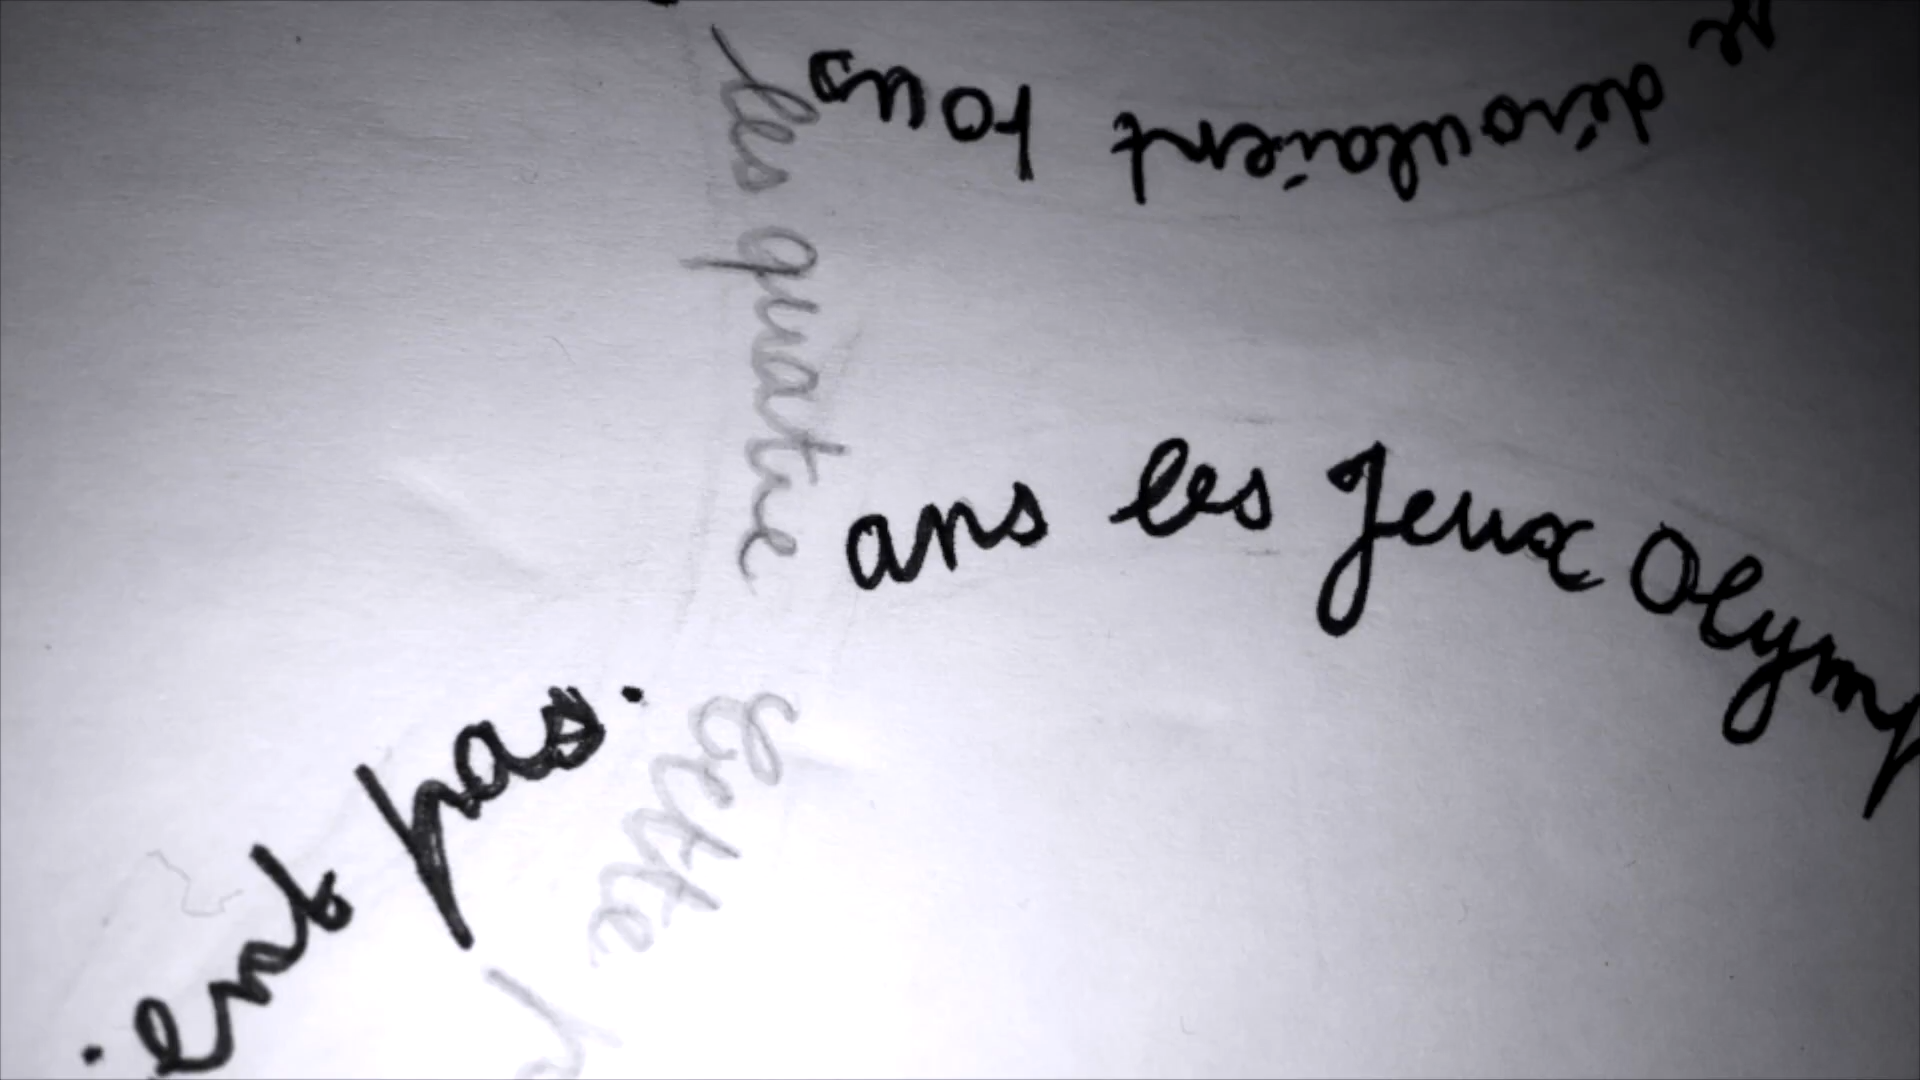 se déroulaient tous
les quatre
ans les Jeux Olymp
ent pas.
Cette p